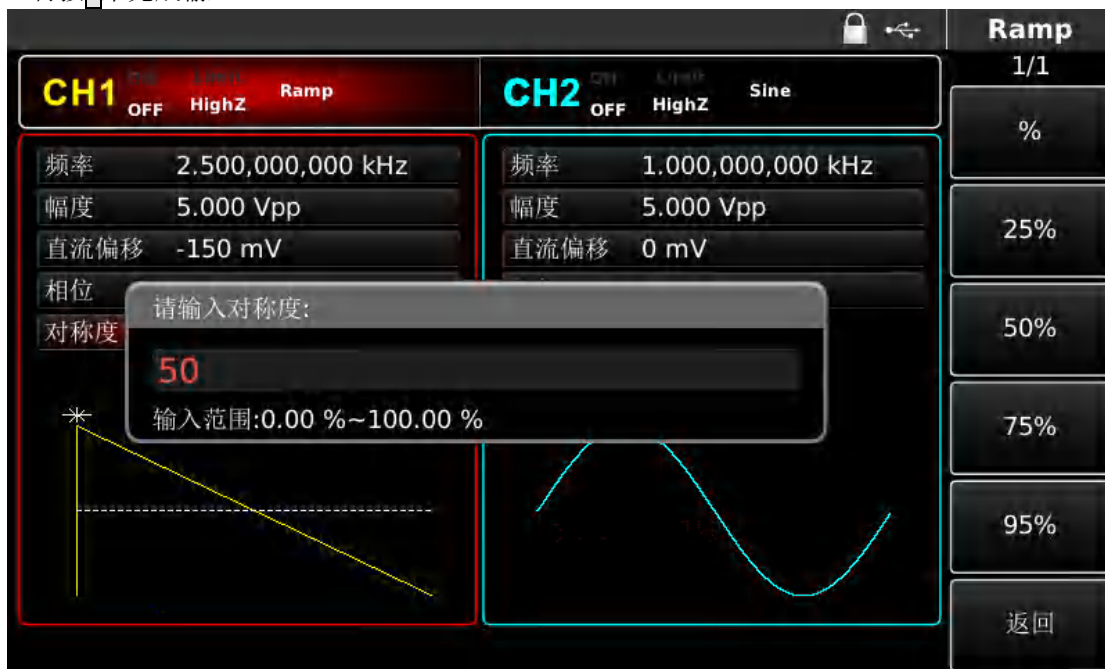 Ramp
1/1
CH1 OFF HighZ Ramp
CH2 OFF HighZ Sine
%
频率 2.500,000,000 kHz
频率 1.000,000,000 kHz
幅度 5.000 Vpp
幅度 5.000 Vpp
25%
直流偏移 -150 mV
直流偏移 0 mV
相位
请输入对称度:
对称度
50%
50
输入范围:0.00 %~100.00 %
75%
95%
返回